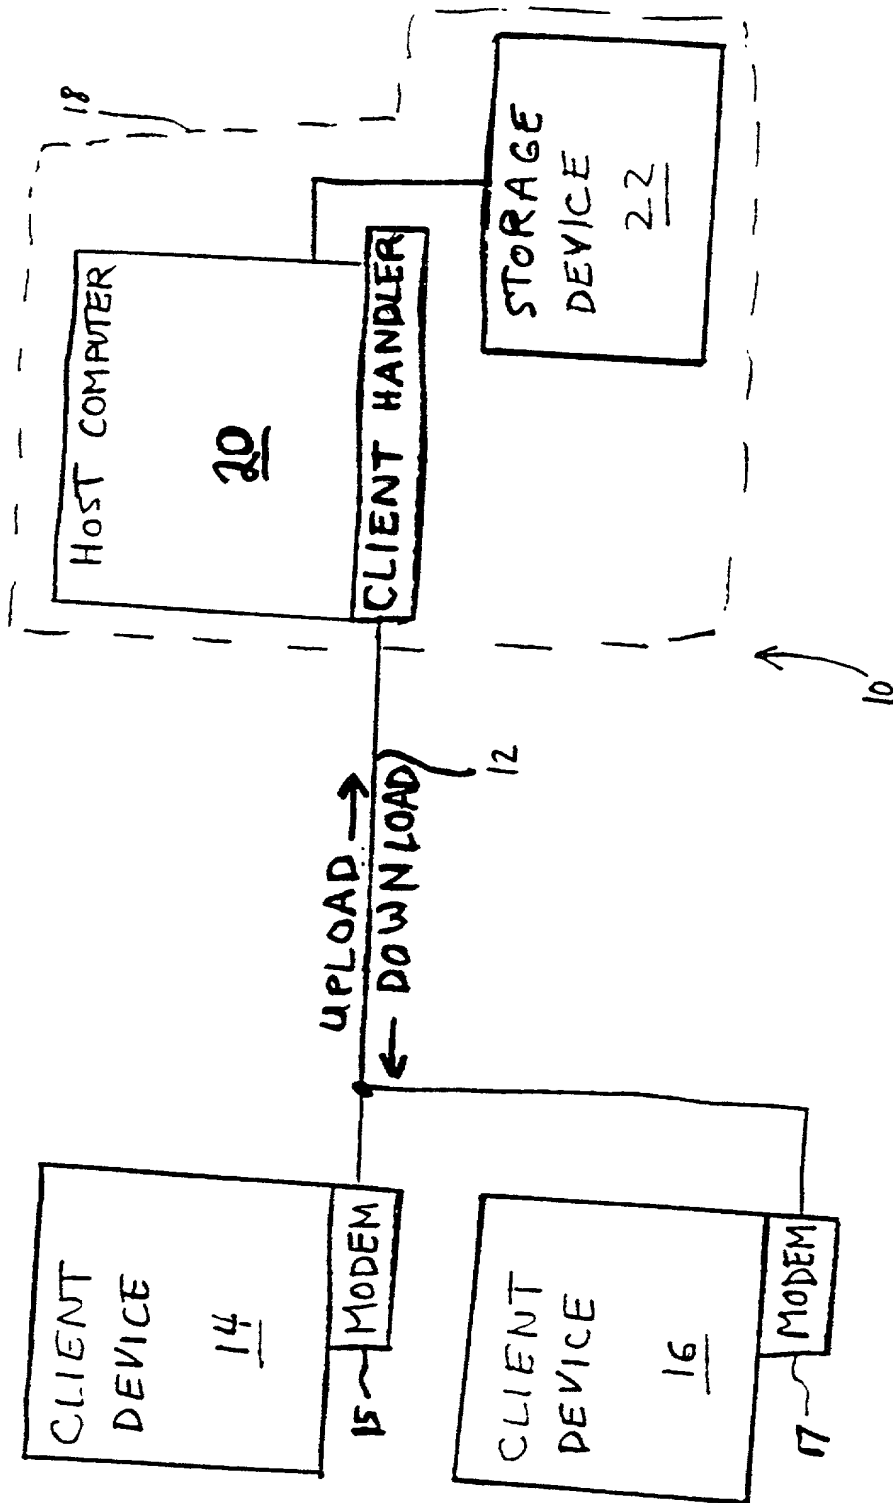 CLIENT
DEVICE
14
MODEM
15
CLIENT
DEVICE
16
MODEM
17
UPLOAD
DOWNLOAD
12
HOST COMPUTER
20
CLIENT HANDLER
18
STORAGE
DEVICE
22
10